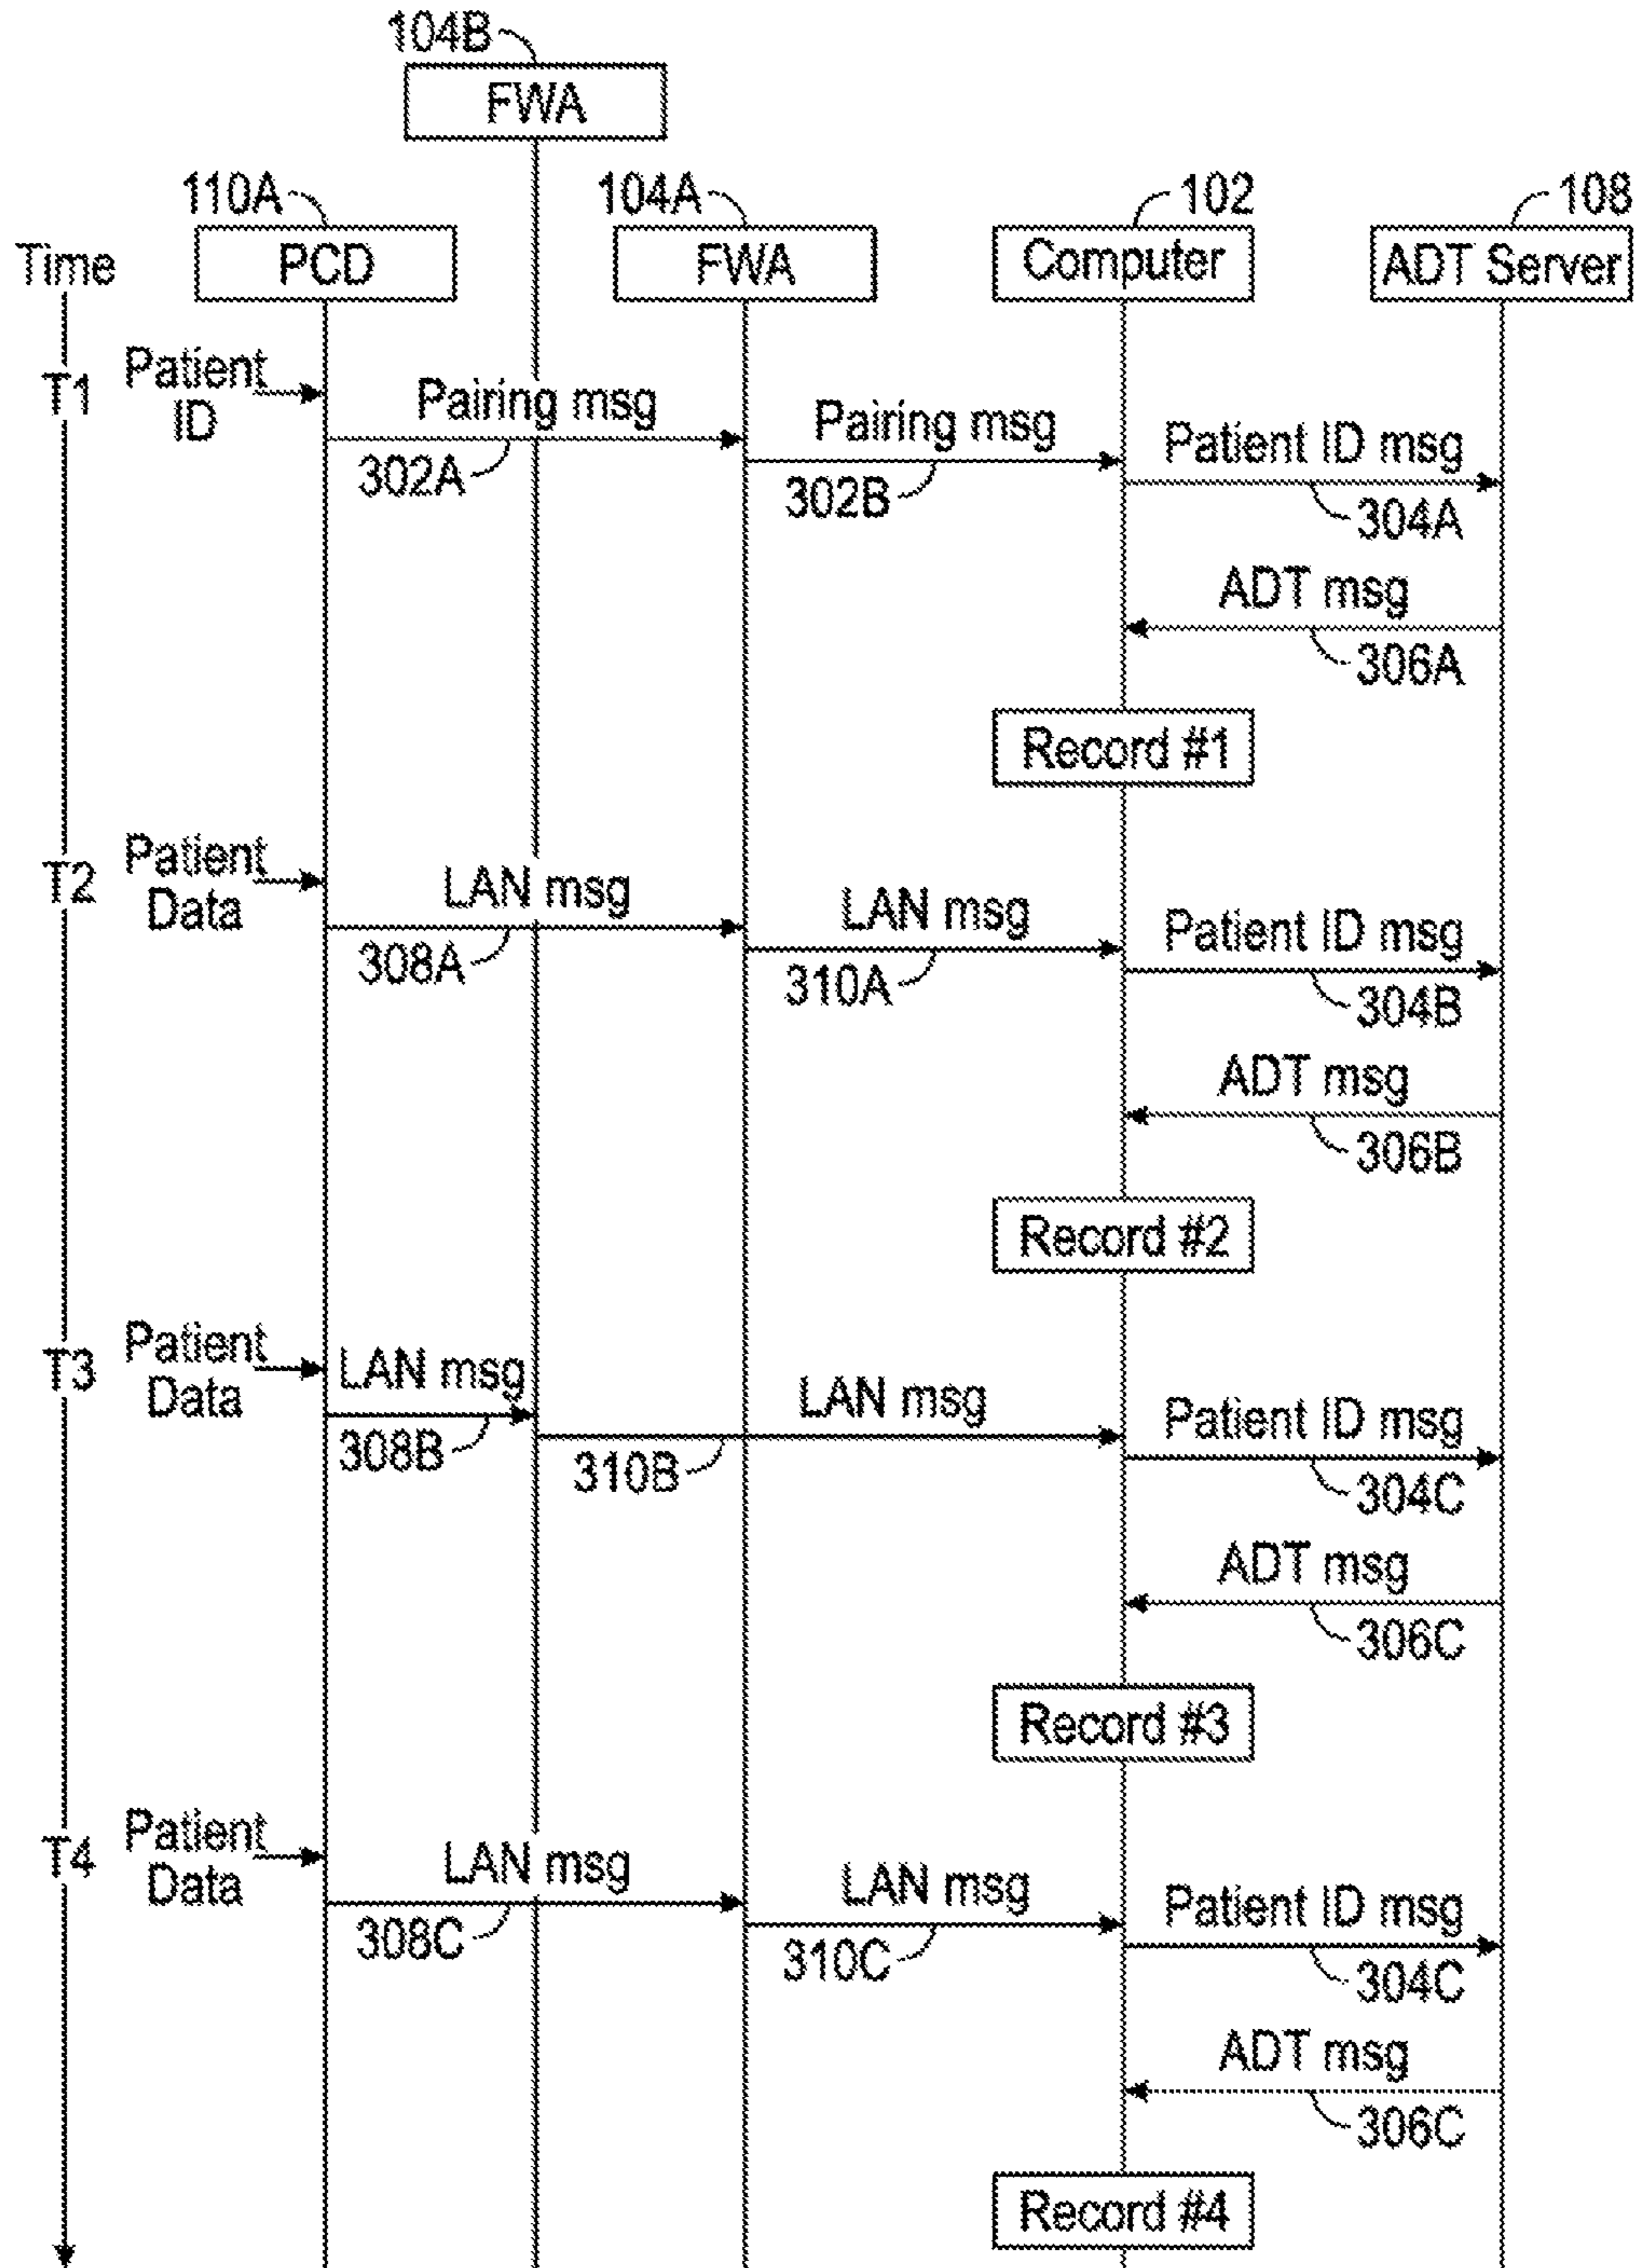 104B
FWA
110A
104A
102
108
Time
PCD
FWA
Computer
ADT Server
T1
Patient
ID
Pairing msg
302A
Pairing msg
302B
Patient ID msg
304A
ADT msg
306A
Record #1
T2
Patient
Data
LAN msg
308A
LAN msg
310A
Patient ID msg
304B
ADT msg
306B
Record #2
T3
Patient
Data
LAN msg
308B
LAN msg
310B
Patient ID msg
304C
ADT msg
306C
Record #3
T4
Patient
Data
LAN msg
308C
LAN msg
310C
Patient ID msg
304C
ADT msg
306C
Record #4